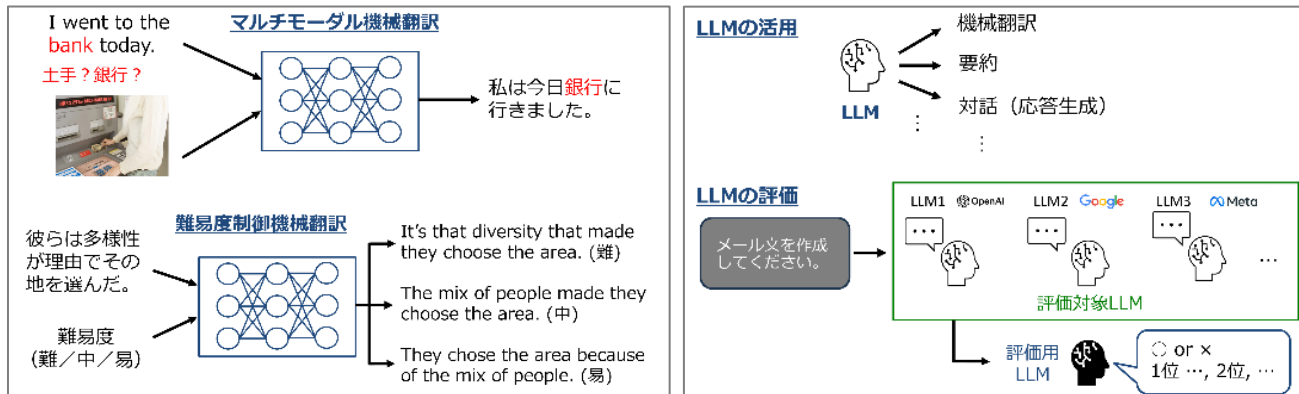 マルチモーダル機械翻訳
I went to the
bank today.
土手？銀行？
私は今日銀行に
行きました。
難易度制御機械翻訳
彼らは多様性
が理由でその
地を選んだ。
難易度
（難／中／易）
It's that diversity that made
they choose the area. (難)
The mix of people made they
choose the area. (中)
They chose the area because
of the mix of people. (易)
LLMの活用
LLM
機械翻訳
要約
対話（応答生成）
LLMの評価
メール文を作成
してください。
LLM1 OpenAI LLM2 Google LLM3 Meta
…
評価対象LLM
評価用
LLM
○ or ×
1位 …, 2位, …